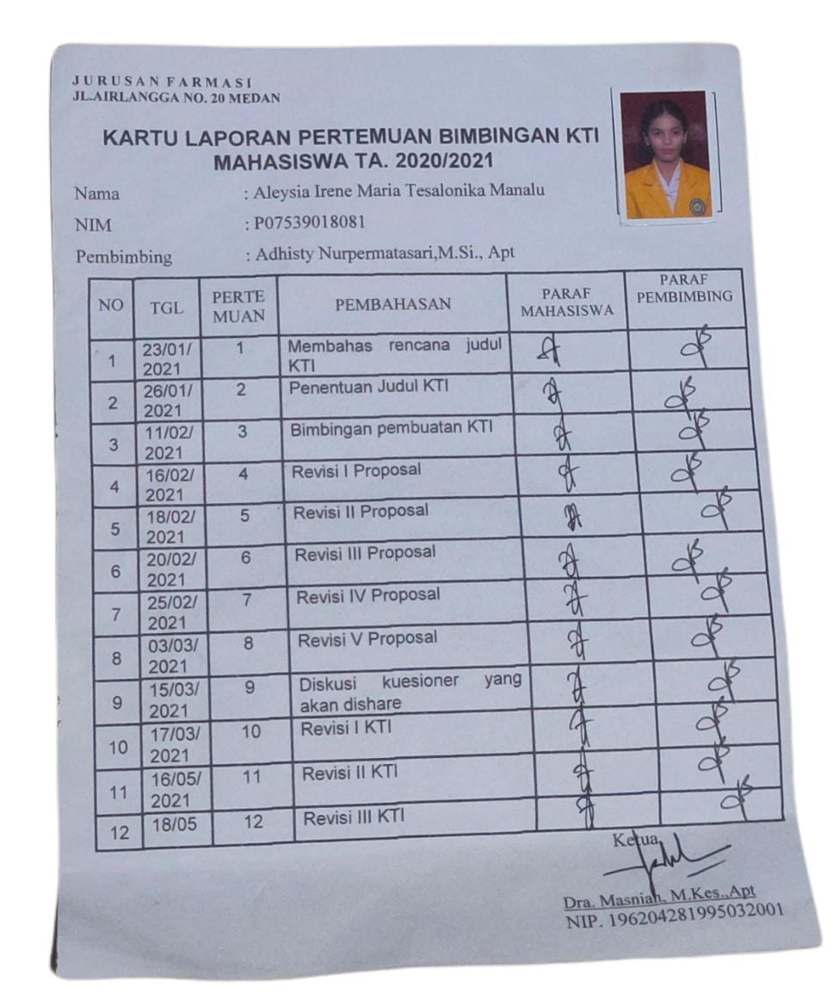 JURUSAN FARMASI
JL.AIRLANGGA NO. 20 MEDAN
KARTU LAPORAN PERTEMUAN BIMBINGAN KTI
MAHASISWA TA. 2020/2021
Nama : Aleysia Irene Maria Tesalonika Manalu
NIM : P07539018081
Pembimbing : Adhisty Nurpermatasari,M.Si., Apt
NO TGL PERTE MUAN PEMBAHASAN PARAF MAHASISWA PARAF PEMBIMBING
1 23/01/ 1 Membahas rencana judul
2021 KTI
2 26/01/ 2 Penentuan Judul KTI
2021
3 11/02/ 3 Bimbingan pembuatan KTI
2021
4 16/02/ 4 Revisi I Proposal
2021
5 18/02/ 5 Revisi II Proposal
2021
6 20/02/ 6 Revisi III Proposal
2021
7 25/02/ 7 Revisi IV Proposal
2021
8 03/03/ 8 Revisi V Proposal
2021
9 15/03/ 9 Diskusi kuesioner yang
2021 akan dishare
10 17/03/ 10 Revisi I KTI
2021
11 16/05/ 11 Revisi II KTI
2021
12 18/05 12 Revisi III KTI
Ketua,
Dra. Masniah, M.Kes.,Apt
NIP. 196204281995032001